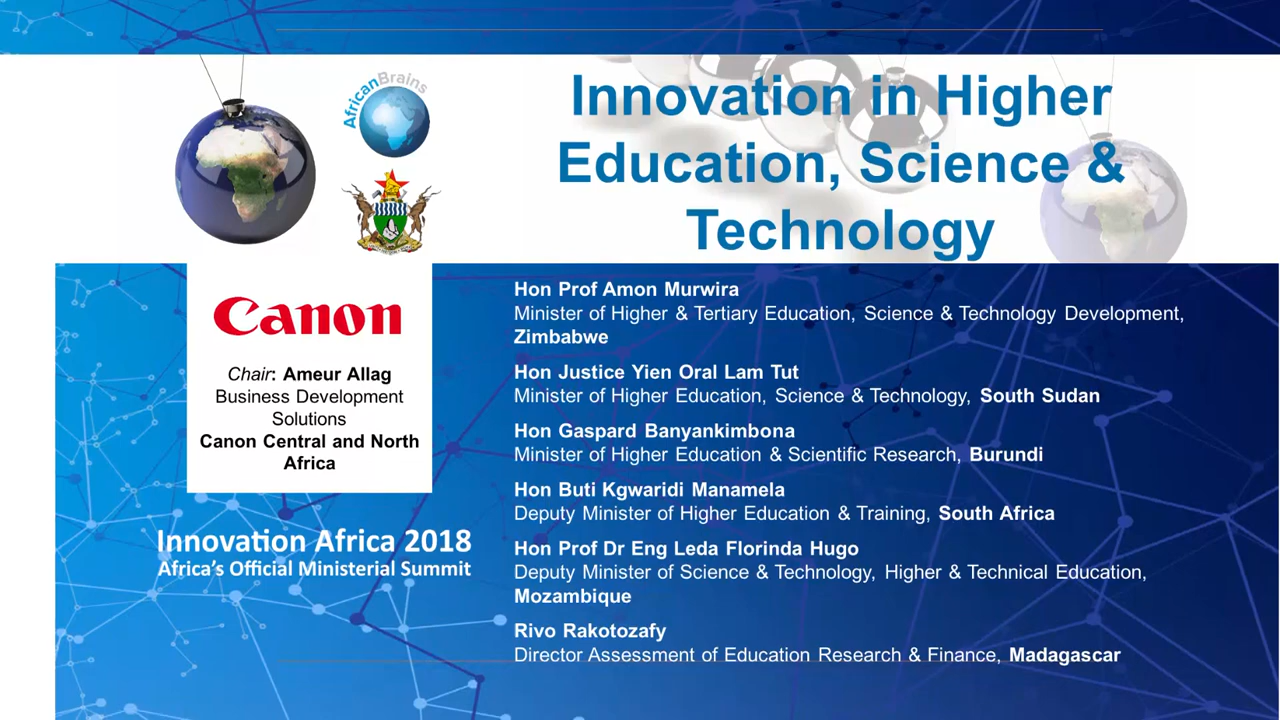 AfricanBrains
Innovation in Higher
Education, Science &
Technology
Canon
Chair: Ameur Allag
Business Development
Solutions
Canon Central and North
Africa
Innovation Africa 2018
Africa's Official Ministerial Summit
Hon Prof Amon Murwira
Minister of Higher & Tertiary Education, Science & Technology Development,
Zimbabwe
Hon Justice Yien Oral Lam Tut
Minister of Higher Education, Science & Technology, South Sudan
Hon Gaspard Banyankimbona
Minister of Higher Education & Scientific Research, Burundi
Hon Buti Kgwaridi Manamela
Deputy Minister of Higher Education & Training, South Africa
Hon Prof Dr Eng Leda Florinda Hugo
Deputy Minister of Science & Technology, Higher & Technical Education,
Mozambique
Rivo Rakotozafy
Director Assessment of Education Research & Finance, Madagascar